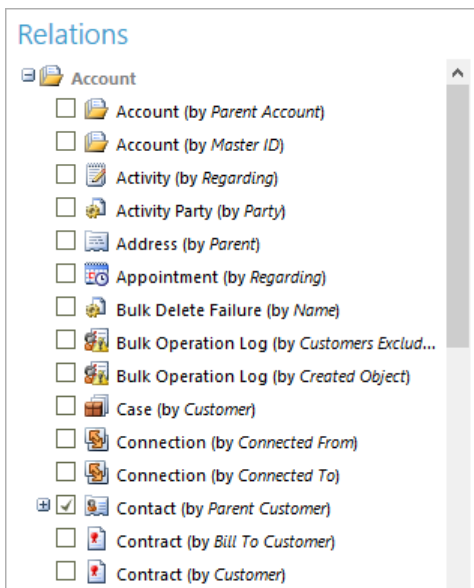 Relations
Account
Account (by Parent Account)
Account (by Master ID)
Activity (by Regarding)
Activity Party (by Party)
Address (by Parent)
Appointment (by Regarding)
Bulk Delete Failure (by Name)
Bulk Operation Log (by Customers Exclud...
Bulk Operation Log (by Created Object)
Case (by Customer)
Connection (by Connected From)
Connection (by Connected To)
Contact (by Parent Customer)
Contract (by Bill To Customer)
Contract (by Customer)